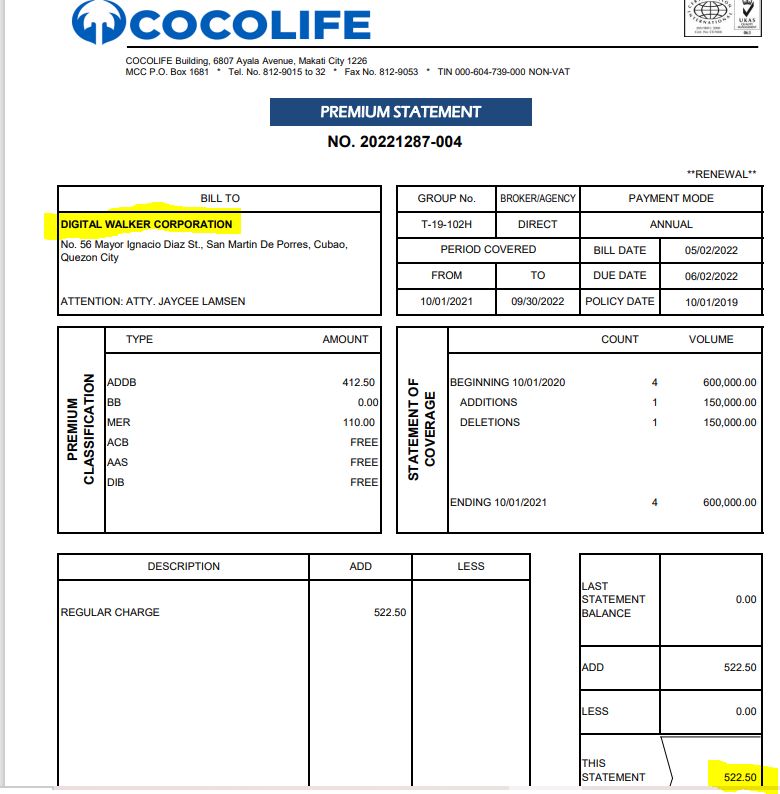 COCOLIFE
COCOLIFE Building, 6807 Ayala Avenue, Makati City 1226
MCC P.O. Box 1681 * Tel. No. 812-9015 to 32 * Fax No. 812-9053 * TIN 000-604-739-000 NON-VAT
UKAS
PREMIUM STATEMENT
NO. 20221287-004
**RENEWAL**
BILL TO
DIGITAL WALKER CORPORATION
No. 56 Mayor Ignacio Diaz St., San Martin De Porres, Cubao,
Quezon City
ATTENTION: ATTY. JAYCEE LAMSEN
GROUP No. BROKER/AGENCY PAYMENT MODE
T-19-102H DIRECT ANNUAL
PERIOD COVERED BILL DATE 05/02/2022
FROM TO DUE DATE 06/02/2022
10/01/2021 09/30/2022 POLICY DATE 10/01/2019
PREMIUM
CLASSIFICATION
TYPE AMOUNT
ADDB 412.50
BB 0.00
MER 110.00
ACB FREE
AAS FREE
DIB FREE
STATEMENT OF
COVERAGE
COUNT VOLUME
BEGINNING 10/01/2020 4 600,000.00
ADDITIONS 1 150,000.00
DELETIONS 1 150,000.00
ENDING 10/01/2021 4 600,000.00
DESCRIPTION ADD LESS
REGULAR CHARGE 522.50
LAST
STATEMENT 0.00
BALANCE
ADD 522.50
LESS 0.00
THIS
STATEMENT 522.50